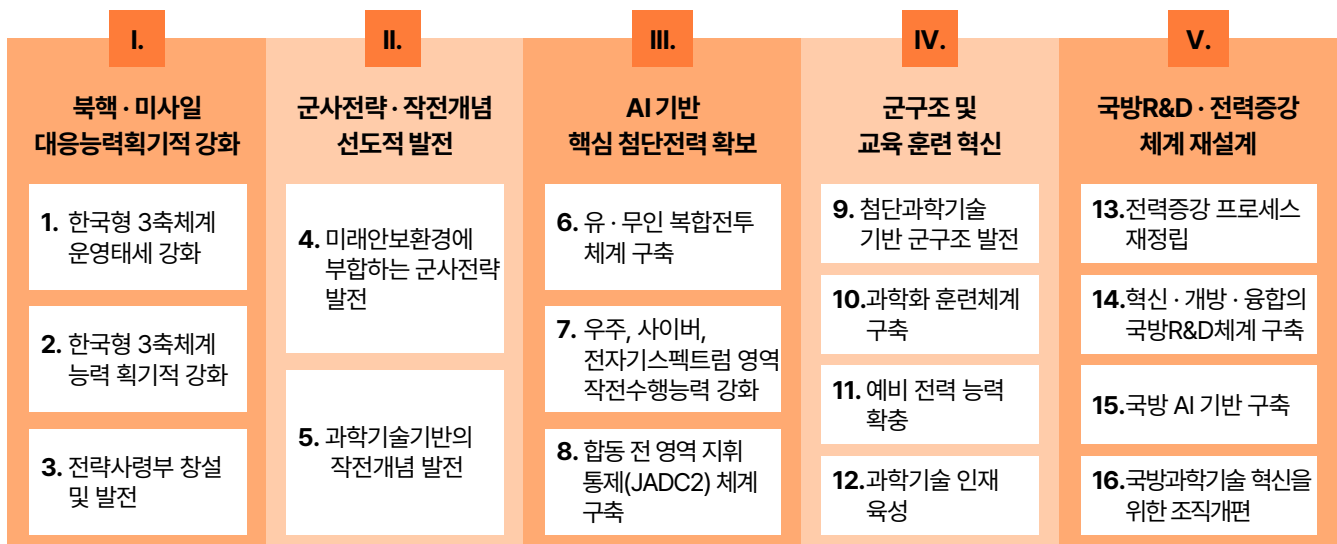 I.
북핵 · 미사일
대응능력획기적 강화
1. 한국형 3축체계
운영태세 강화
2. 한국형 3축체계
능력 획기적 강화
3. 전략사령부 창설
및 발전
II.
군사전략 · 작전개념
선도적 발전
4. 미래안보환경에
부합하는 군사전략
발전
5. 과학기술기반의
작전개념 발전
III.
AI 기반
핵심 첨단전력 확보
6. 유 · 무인 복합전투
체계 구축
7. 우주, 사이버,
전자기스펙트럼 영역
작전수행능력 강화
8. 합동 전 영역 지휘
통제(JADC2) 체계
구축
IV.
군구조 및
교육 훈련 혁신
9. 첨단과학기술
기반 군구조 발전
10.과학화 훈련체계
구축
11. 예비 전력 능력
확충
12.과학기술 인재
육성
V.
국방R&D · 전력증강
체계 재설계
13.전력증강 프로세스
재정립
14.혁신 · 개방 · 융합의
국방R&D체계 구축
15.국방 AI 기반 구축
16.국방과학기술 혁신을
위한 조직개편